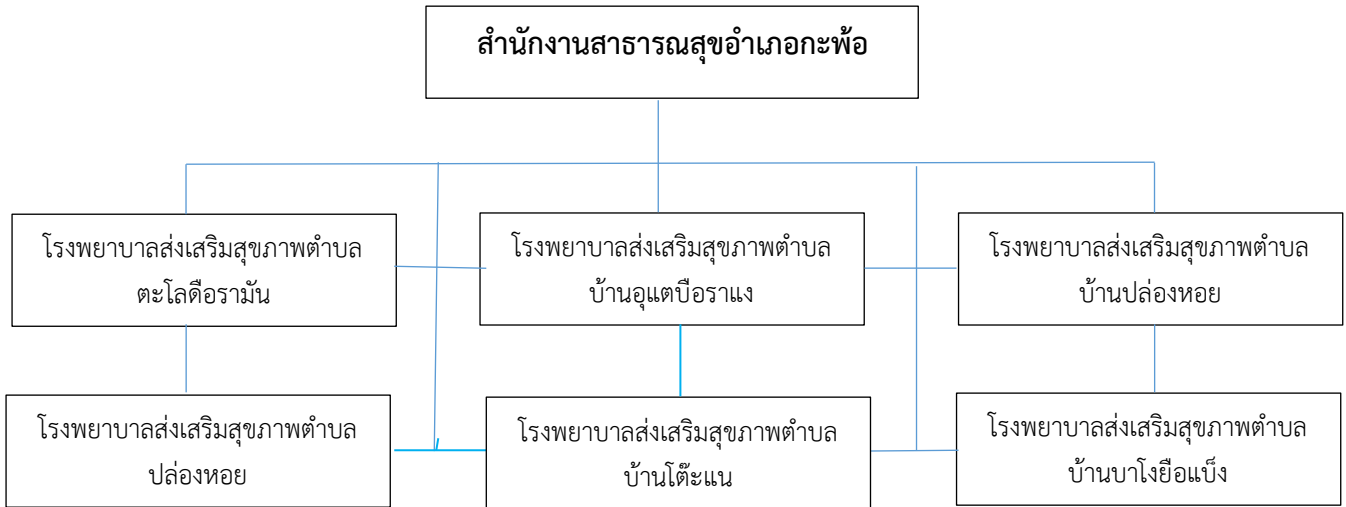 สำนักงานสาธารณสุขอำเภอกะพ้อ
โรงพยาบาลส่งเสริมสุขภาพตำบล
ตะโลดือรามัน
โรงพยาบาลส่งเสริมสุขภาพตำบล
บ้านอุแตบือราแง
โรงพยาบาลส่งเสริมสุขภาพตำบล
บ้านปล่องหอย
โรงพยาบาลส่งเสริมสุขภาพตำบล
ปล่องหอย
โรงพยาบาลส่งเสริมสุขภาพตำบล
บ้านโต๊ะแน
โรงพยาบาลส่งเสริมสุขภาพตำบล
บ้านบาโงยือแบ็ง